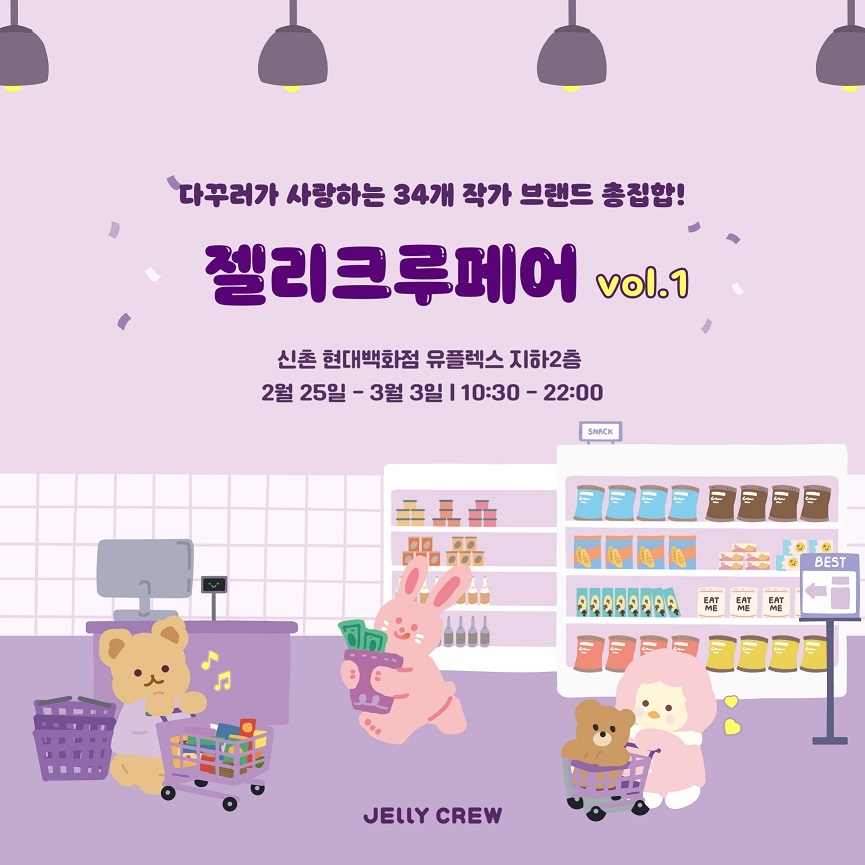 다꾸러가 사랑하는 34개 작가 브랜드 총집합!
젤리크루페어 vol.1
신촌 현대백화점 유플렉스 지하2층
2월 25일 - 3월 3일 | 10:30 - 22:00
SNACK
BEST
EAT ME
EAT ME
EAT ME
EAT ME
JELLY CREW